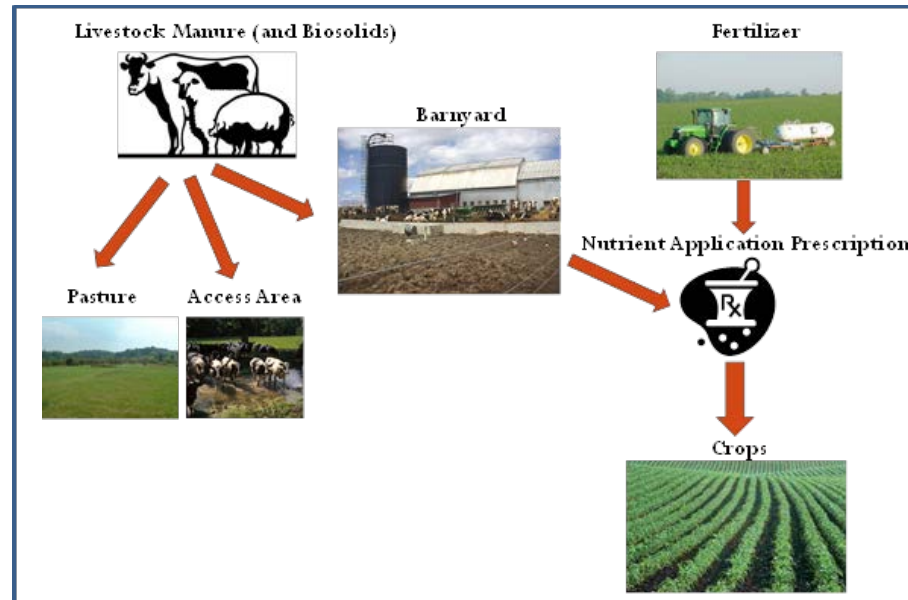 Livestock Manure (and Biosolids)
Fertilizer
Barnyard
Nutrient Application Prescription
Pasture
Access Area
Rx
Crops